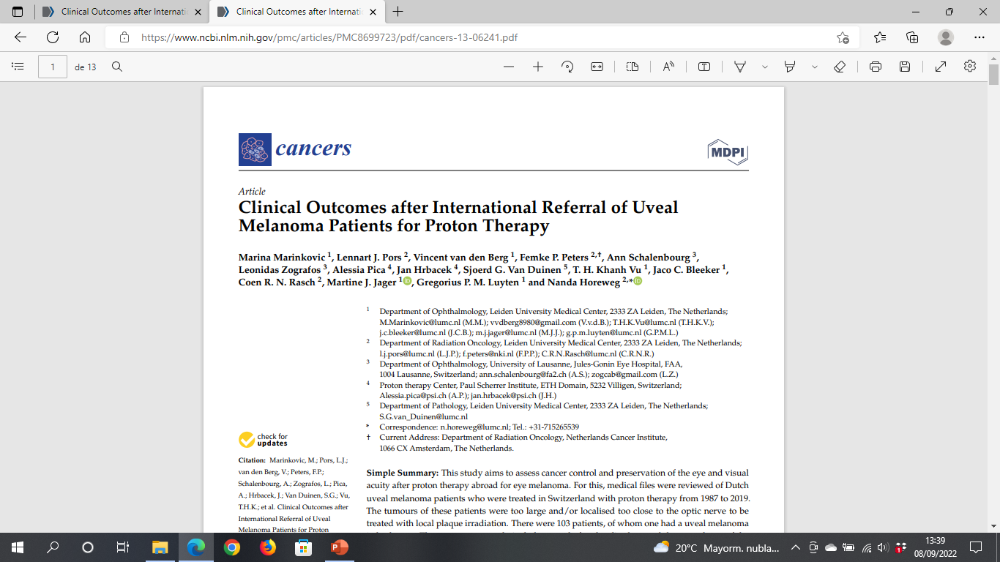 Clinical Outcomes after Internati
Clinical Outcomes after Internati
https://www.ncbi.nlm.nih.gov/pmc/articles/PMC8699723/pdf/cancers-13-06241.pdf
1 de 13
cancers
MDPI
Article
Clinical Outcomes after International Referral of Uveal
Melanoma Patients for Proton Therapy
Marina Marinkovic 1, Lennart J. Pors 2, Vincent van den Berg 1, Femke P. Peters 2,†, Ann Schalenbourg 3,
Leonidas Zografos 3, Alessia Pica 4, Jan Hrbacek 4, Sjoerd G. Van Duinen 5, T. H. Khanh Vu 1, Jaco C. Bleeker 1,
Coen R. N. Rasch 2, Martine J. Jager 1, Gregorius P. M. Luyten 1 and Nanda Horeweg 2,*
1 Department of Ophthalmology, Leiden University Medical Center, 2333 ZA Leiden, The Netherlands;
M.Marinkovic@lumc.nl (M.M.); vvdberg8980@gmail.com (V.v.d.B.); T.H.K.Vu@lumc.nl (T.H.K.V.);
j.c.bleeker@lumc.nl (J.C.B.); m.j.jager@lumc.nl (M.J.J.); g.p.m.luyten@lumc.nl (G.P.M.L.)
2 Department of Radiation Oncology, Leiden University Medical Center, 2333 ZA Leiden, The Netherlands;
l.j.pors@lumc.nl (L.J.P.); f.peters@nki.nl (F.P.P.); C.R.N.Rasch@lumc.nl (C.R.N.R.)
3 Department of Ophthalmology, University of Lausanne, Jules-Gonin Eye Hospital, FAA,
1004 Lausanne, Switzerland; ann.schalenbourg@fa2.ch (A.S.); zogcab@gmail.com (L.Z.)
4 Proton therapy Center, Paul Scherrer Institute, ETH Domain, 5232 Villigen, Switzerland;
Alessia.pica@psi.ch (A.P.); jan.hrbacek@psi.ch (J.H.)
5 Department of Pathology, Leiden University Medical Center, 2333 ZA Leiden, The Netherlands;
S.G.van_Duinen@lumc.nl
* Correspondence: n.horeweg@lumc.nl; Tel.: +31-715265539
† Current Address: Department of Radiation Oncology, Netherlands Cancer Institute,
1066 CX Amsterdam, The Netherlands.
check for
updates
Citation: Marinkovic, M.; Pors, L.J.;
van den Berg, V.; Peters, F.P.;
Schalenbourg, A.; Zografos, L.; Pica,
A.; Hrbacek, J.; Van Duinen, S.G.; Vu,
T.H.K.; et al. Clinical Outcomes after
International Referral of Uveal
Melanoma Patients for Proton
Simple Summary: This study aims to assess cancer control and preservation of the eye and visual
acuity after proton therapy abroad for eye melanoma. For this, medical files were reviewed of Dutch
uveal melanoma patients who were treated in Switzerland with proton therapy from 1987 to 2019.
The tumours of these patients were too large and/or localised too close to the optic nerve to be
treated with local plaque irradiation. There were 103 patients, of whom one had a uveal melanoma
20°C Mayorm. nubla...
13:39
08/09/2022